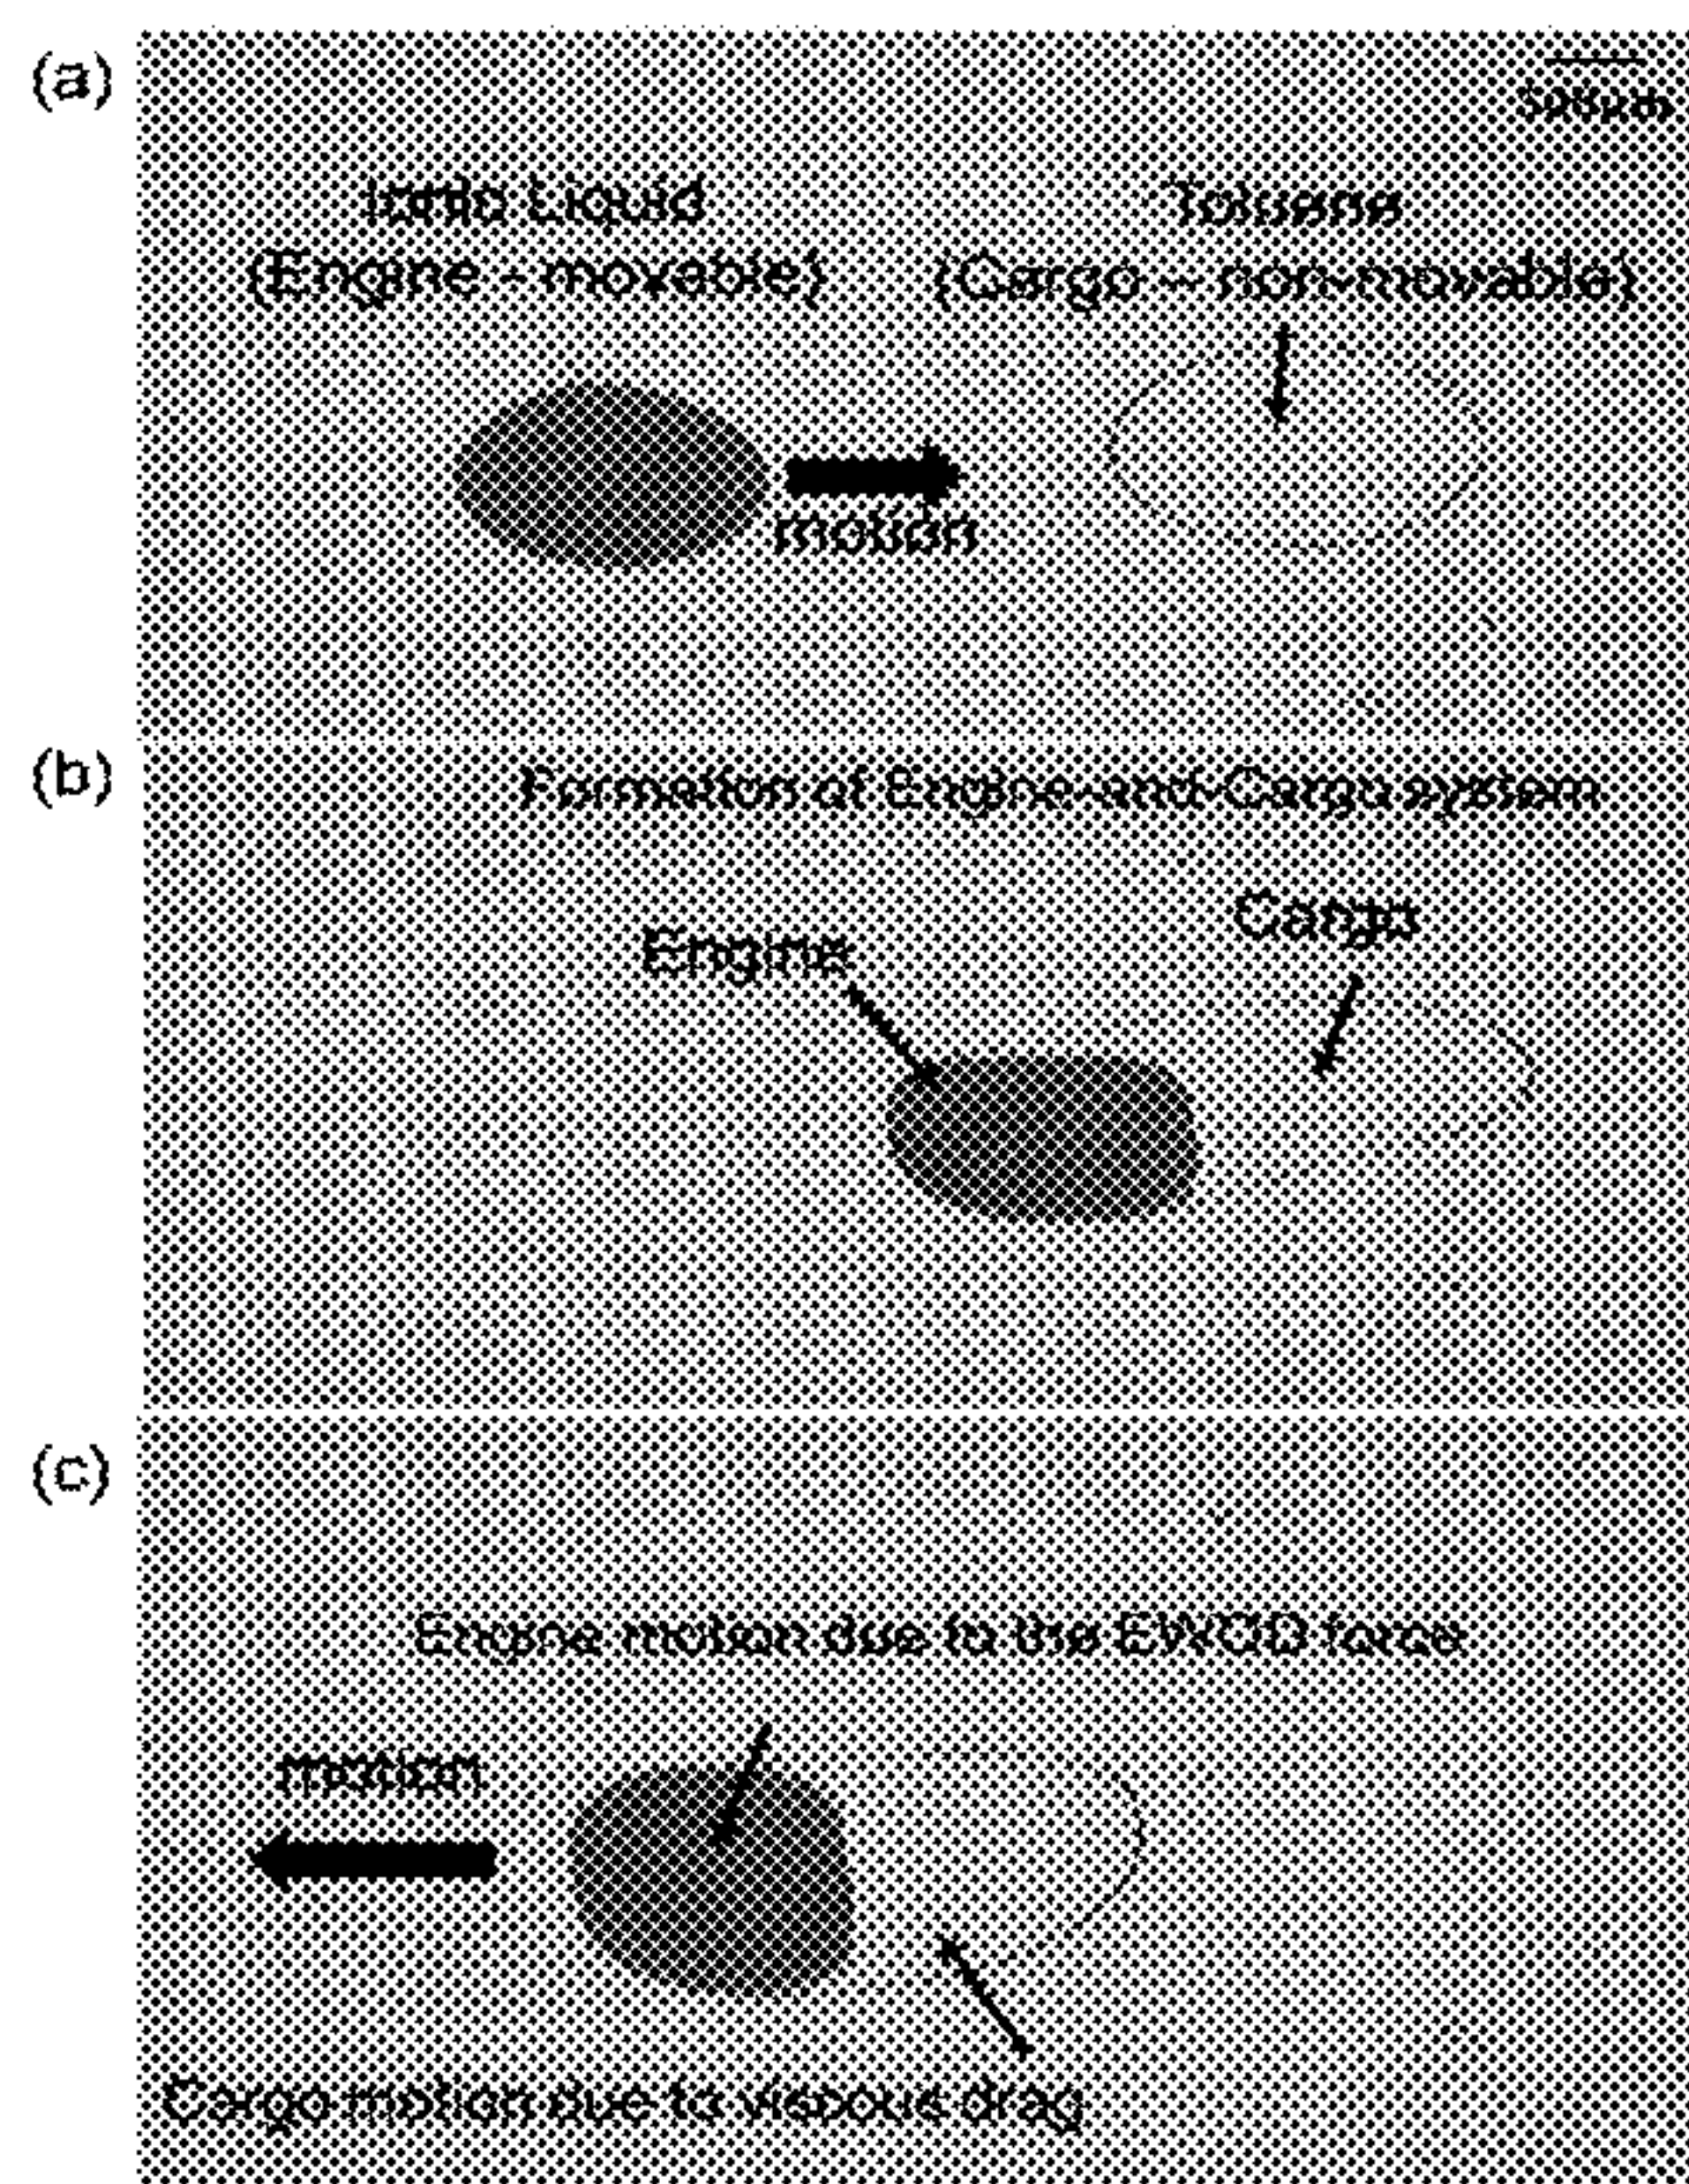 (a)
Ionic Liquid
(Engine - movable)
Toluene
(Cargo – non-movable)
motion
(b)
Formation of Engine-and-Cargo system
Engine
Cargo
(c)
Engine motion due to the EWOD force
motion
Cargo motion due to viscous drag